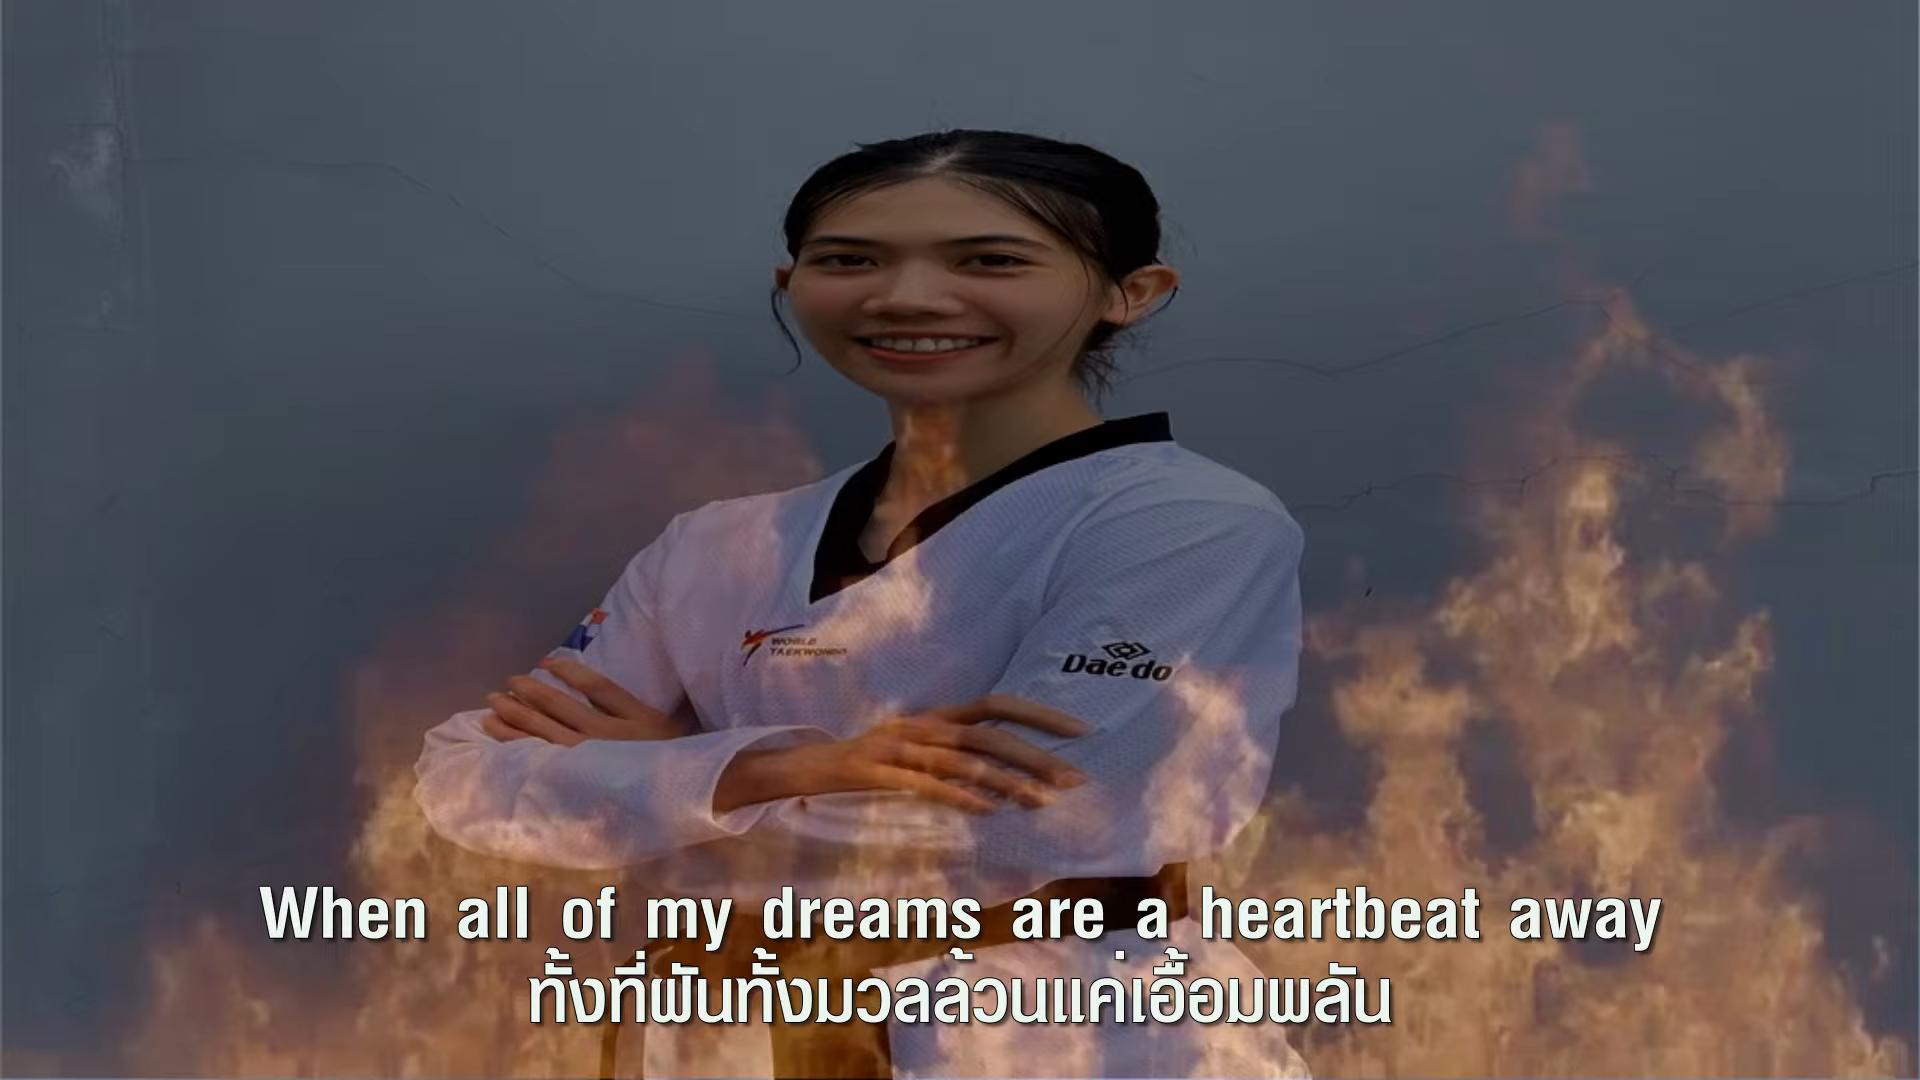 WORLD
TAEKWONDO
Daedo
When all of my dreams are a heartbeat away
ทั้งที่ฝันทั้งมวลล้วนแค่เอื้อมพลัน